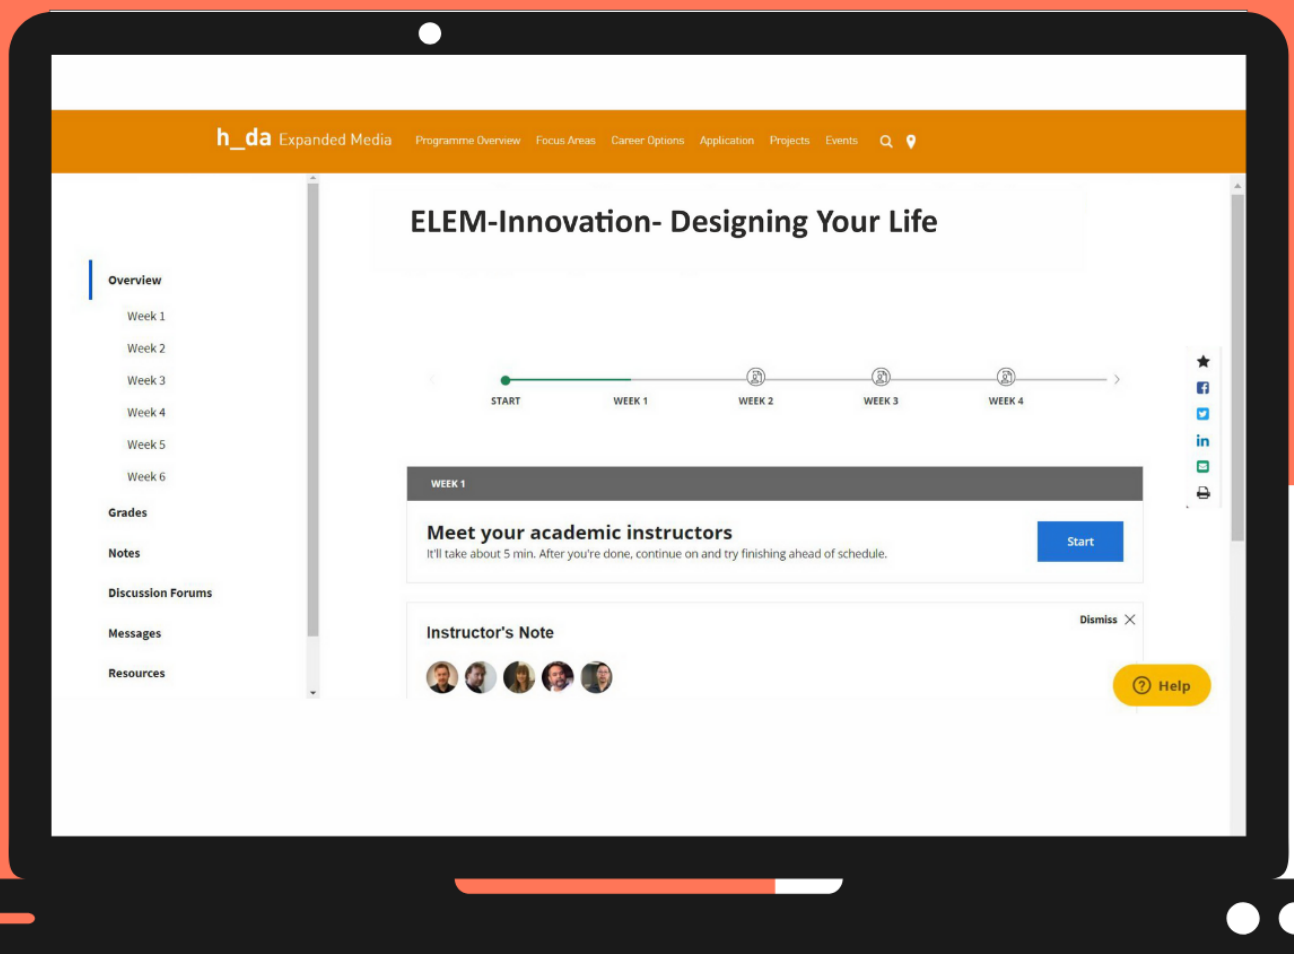 h_da Expanded Media Programme Overview Focus Areas Career Options Application Projects Events
ELEM-Innovation- Designing Your Life
Overview
Week 1
Week 2
Week 3
Week 4
Week 5
Week 6
Grades
Notes
Discussion Forums
Messages
Resources
START WEEK 1 WEEK 2 WEEK 3 WEEK 4
WEEK 1
Meet your academic instructors
It'll take about 5 min. After you're done, continue on and try finishing ahead of schedule.
Start
Dismiss
Instructor's Note
Help